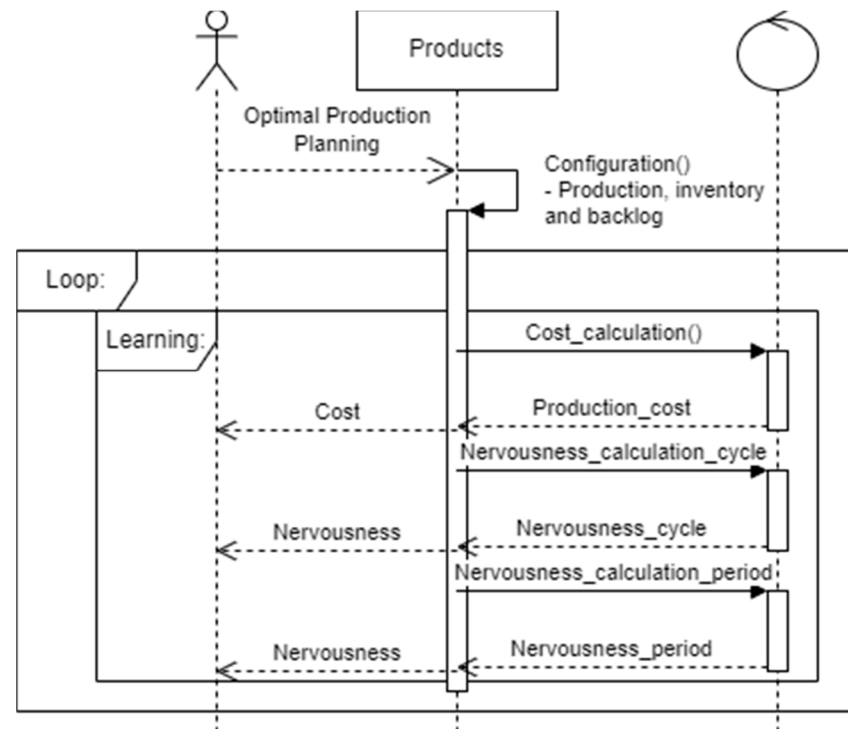 Products
Optimal Production
Planning
Configuration()
- Production, inventory
and backlog
Loop:
Learning:
Cost_calculation()
Cost
Production_cost
Nervousness_calculation_cycle
Nervousness
Nervousness_cycle
Nervousness_calculation_period
Nervousness
Nervousness_period